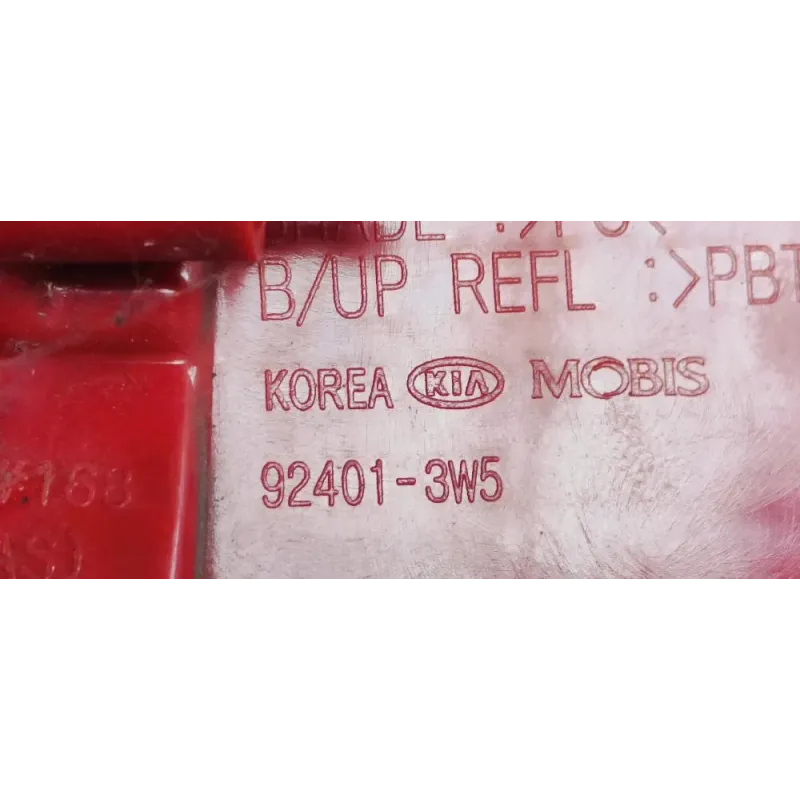 B/UP REFL :>PBT
KOREA KIA MOBIS
92401-3W5